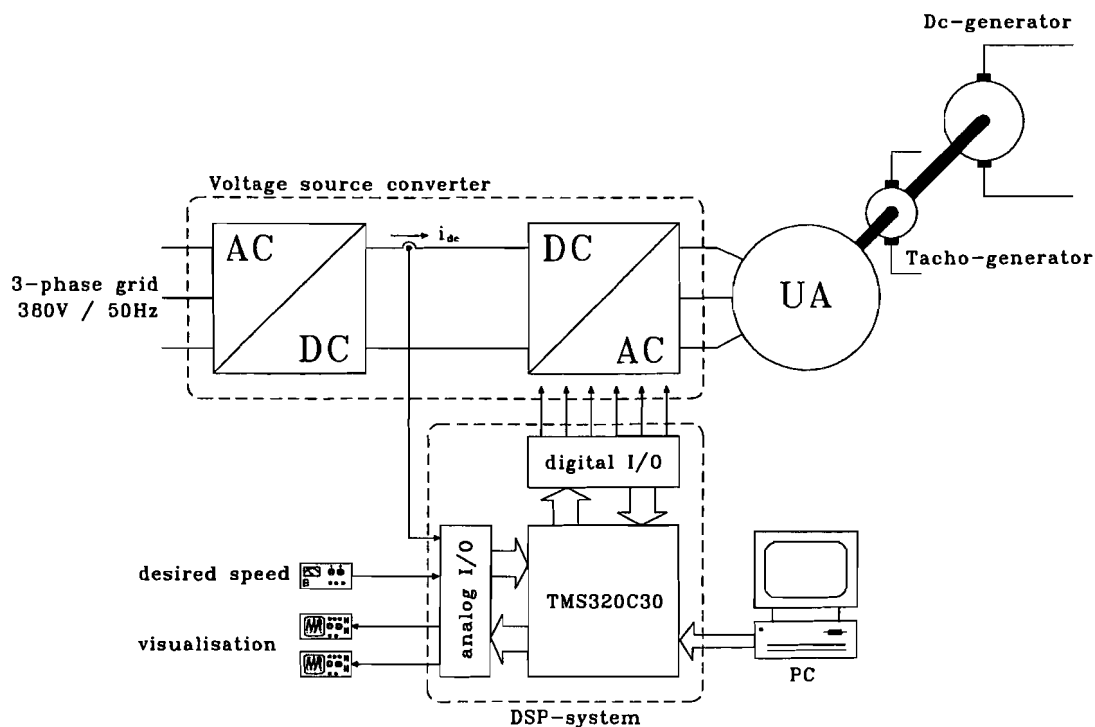 Dc-generator
Voltage source converter
i_dc
AC
DC
DC
AC
3-phase grid
380V / 50Hz
UA
Tacho-generator
digital I/O
analog I/O
TMS320C30
desired speed
visualisation
PC
DSP-system